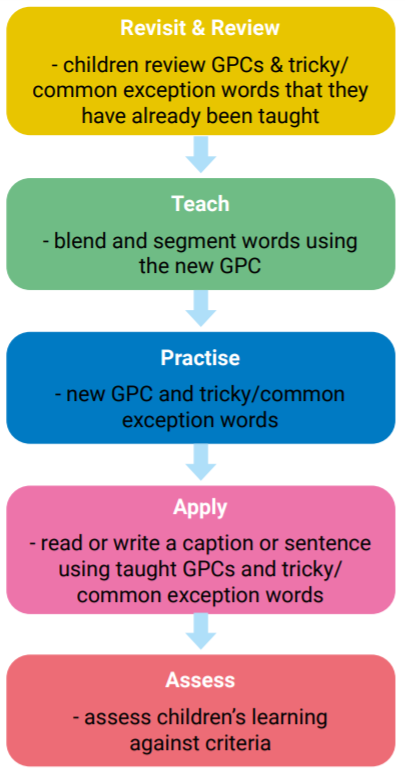 Revisit & Review
- children review GPCs & tricky/
common exception words that they
have already been taught
Teach
- blend and segment words using
the new GPC
Practise
- new GPC and tricky/common
exception words
Apply
- read or write a caption or sentence
using taught GPCs and tricky/
common exception words
Assess
- assess children’s learning
against criteria